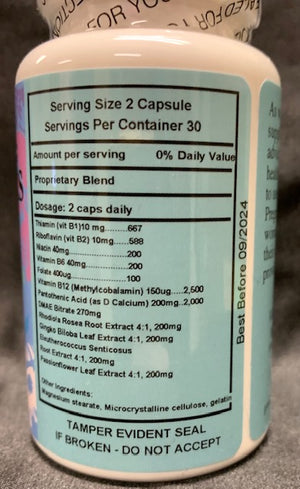 FOR YOU
Serving Size 2 Capsule
Servings Per Container 30
Amount per serving 0% Daily Value
Proprietary Blend
Dosage: 2 caps daily
Thiamin (vit B1)10 mg..........667
Riboflavin (vit B2) 10mg.......588
Niacin 40mg..........................200
Vitamin B6 40mg...................200
Folate 400ug.........................100
Vitamin B12 (Methylcobalamin) 150ug.....2,500
Pantothenic Acid (as D Calcium) 200mg..2,000
DMAE Bitrate 270mg
Rhodiola Rosea Root Extract 4:1, 200mg
Gingko Biloba Leaf Extract 4:1, 200mg
Eleutherococcus Senticosus
Root Extract 4:1, 200mg
Passionflower Leaf Extract 4:1, 200mg
Other ingredients:
Magnesium stearate, Microcrystalline cellulose, gelatin
TAMPER EVIDENT SEAL
IF BROKEN - DO NOT ACCEPT
Best Before 09/2024